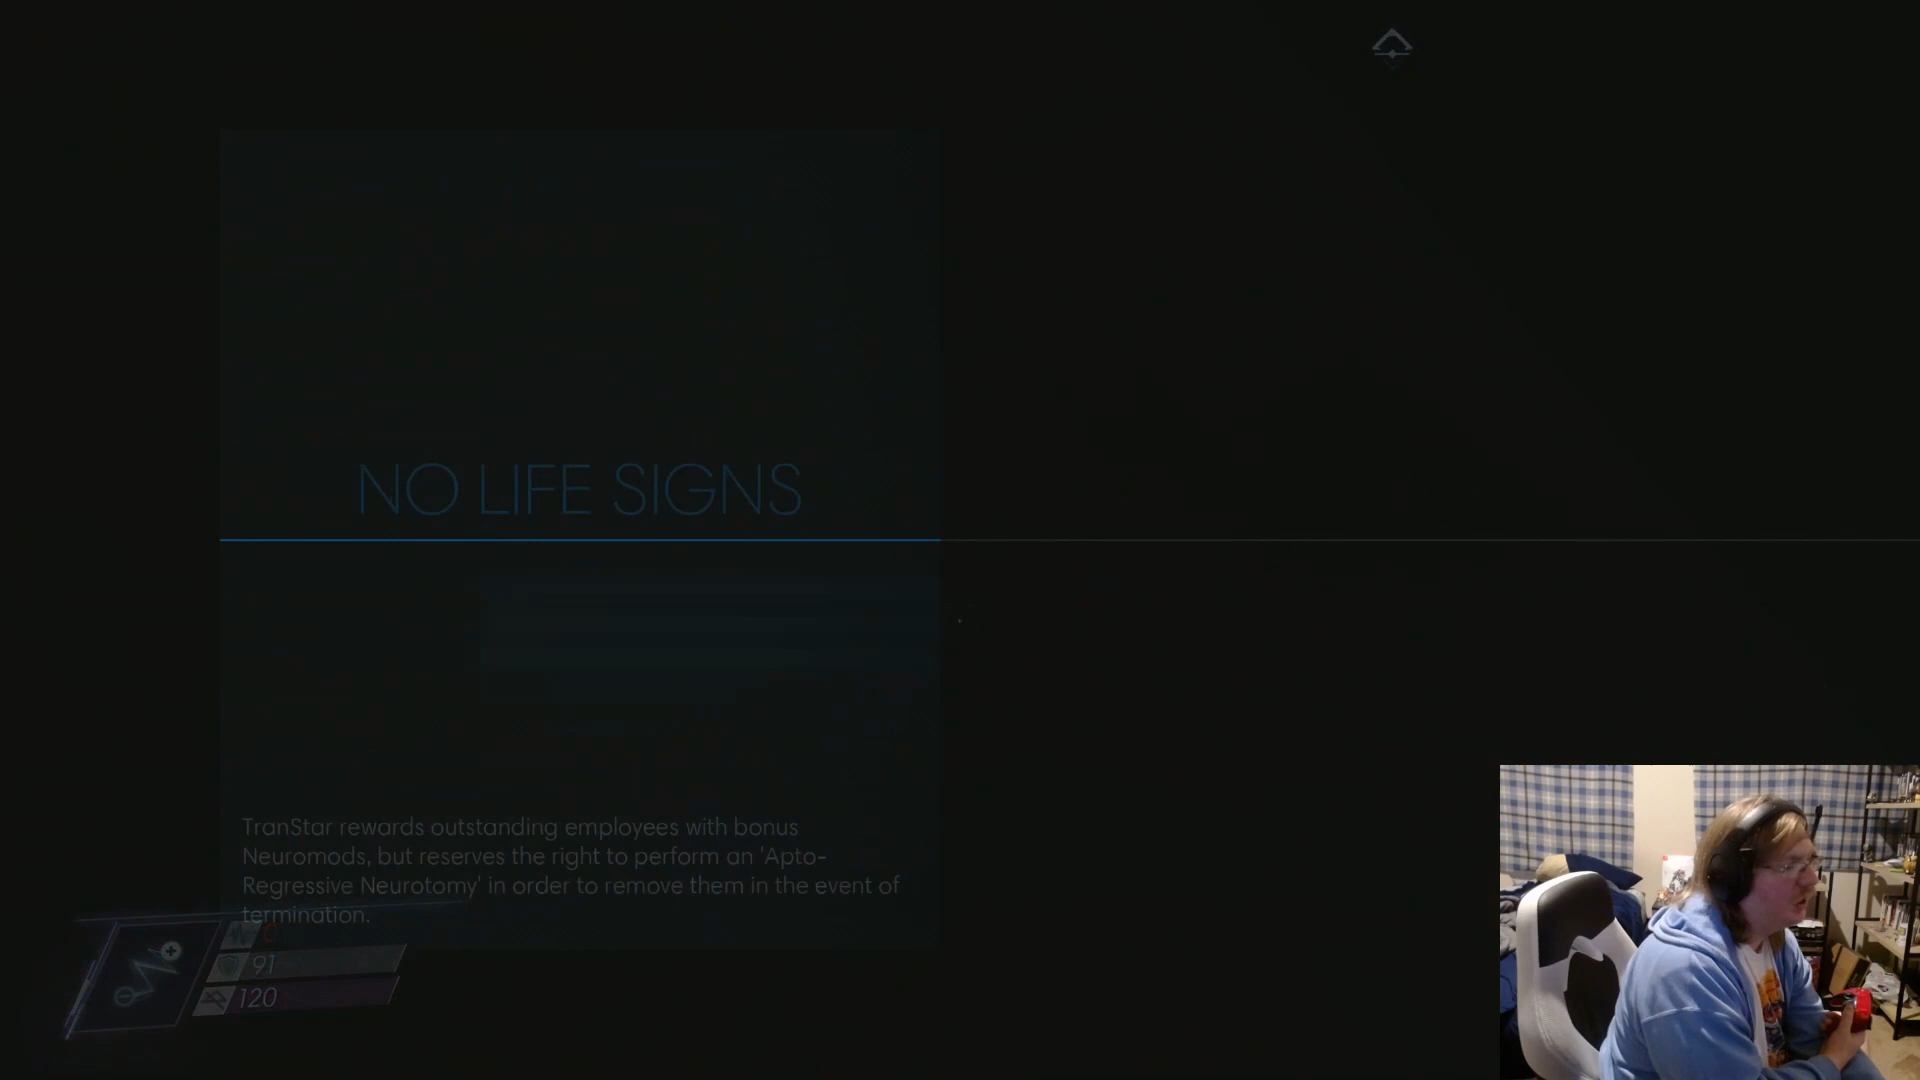 NO LIFE SIGNS
TranStar rewards outstanding employees with bonus
Neuromods, but reserves the right to perform an 'Apto-
Regressive Neurotomy' in order to remove them in the event of
termination.
91
120